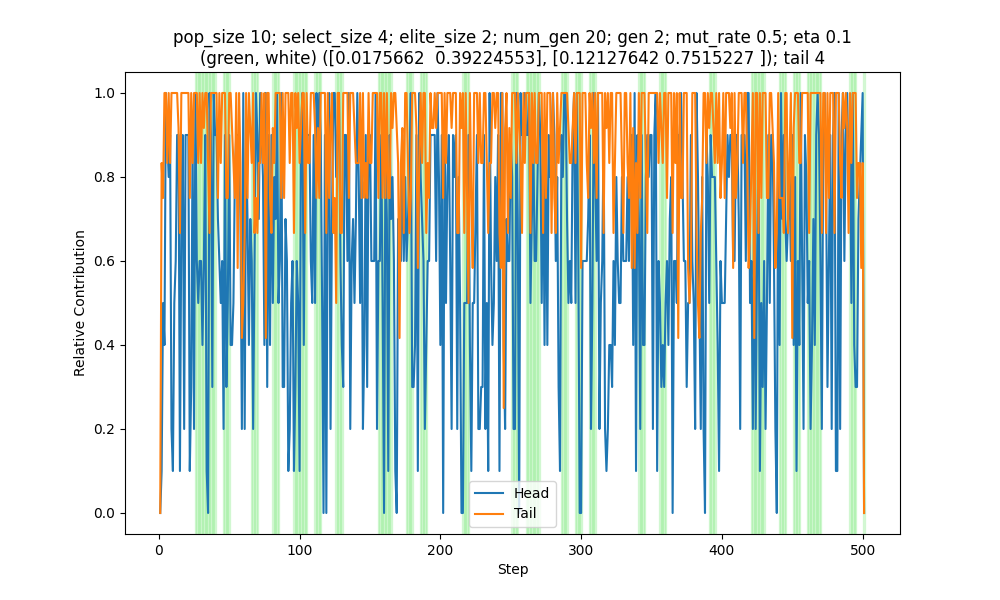 pop_size 10; select_size 4; elite_size 2; num_gen 20; gen 2; mut_rate 0.5; eta 0.1
(green, white) ([0.0175662  0.39224553], [0.12127642 0.7515227 ]); tail 4
Relative Contribution
1.0
0.8
0.6
0.4
0.2
0.0
Head
Tail
0
100
200
300
400
500
Step